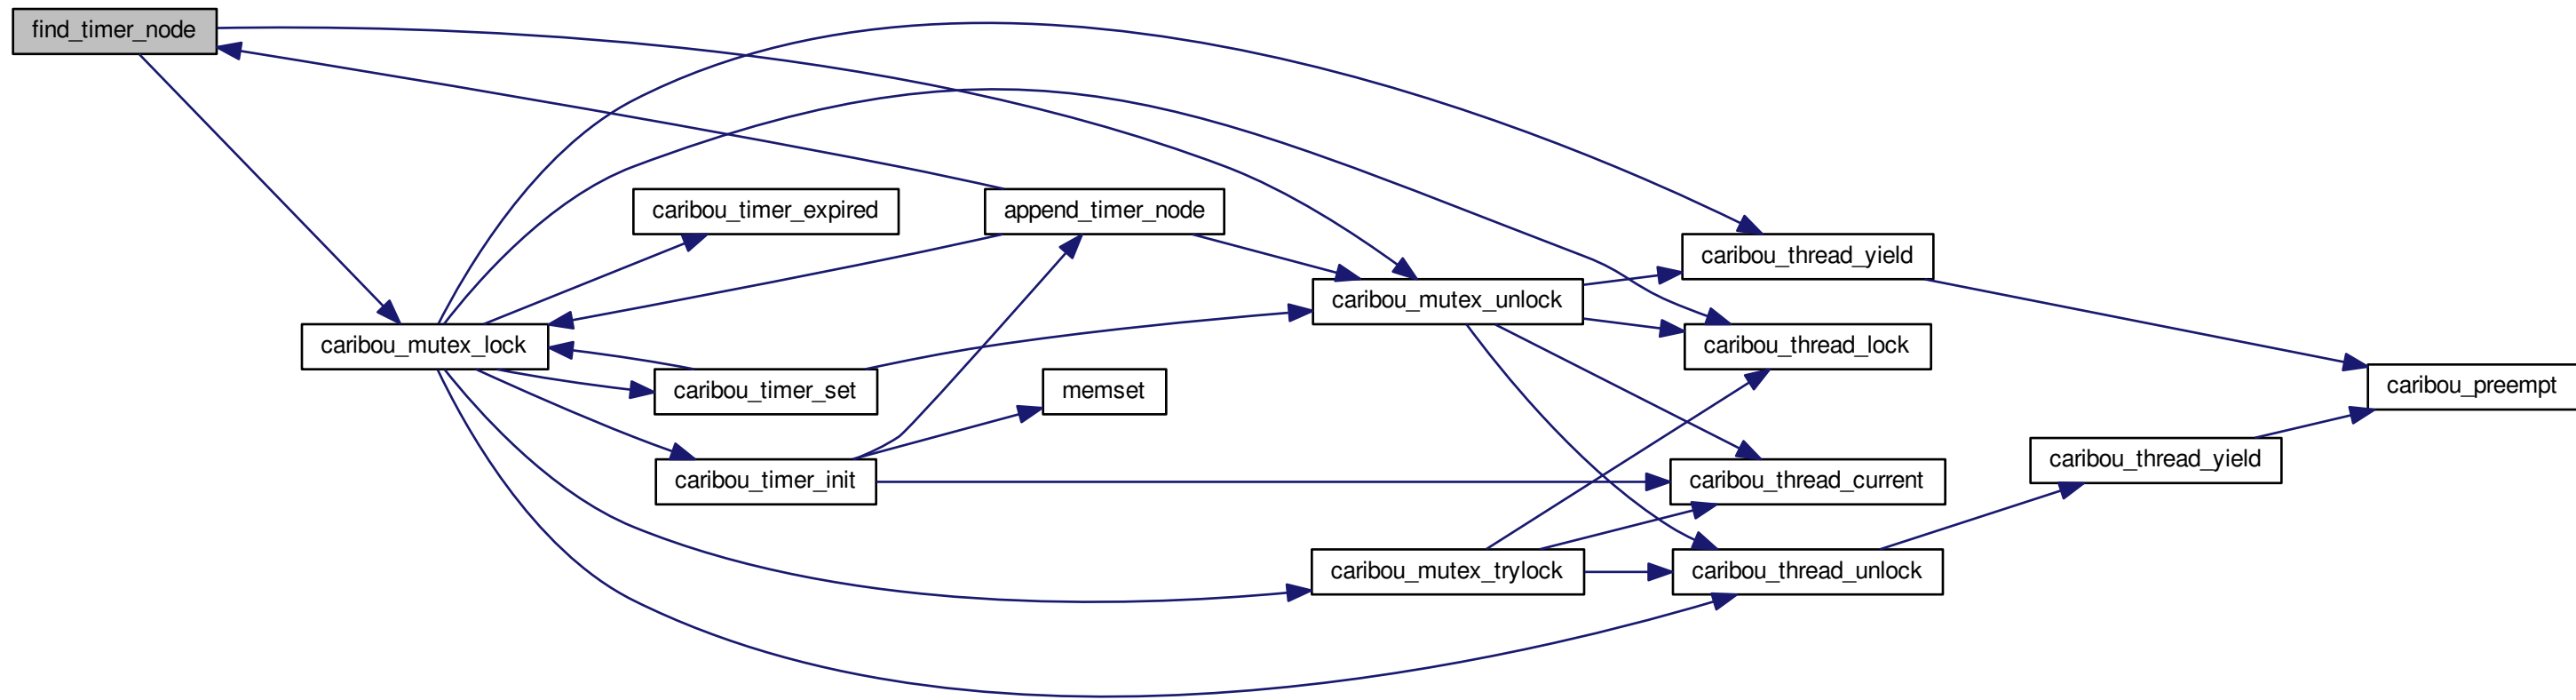 find_timer_node
caribou_timer_expired
append_timer_node
caribou_thread_yield
caribou_mutex_unlock
caribou_mutex_lock
caribou_thread_lock
caribou_timer_set
memset
caribou_preempt
caribou_thread_yield
caribou_timer_init
caribou_thread_current
caribou_mutex_trylock
caribou_thread_unlock